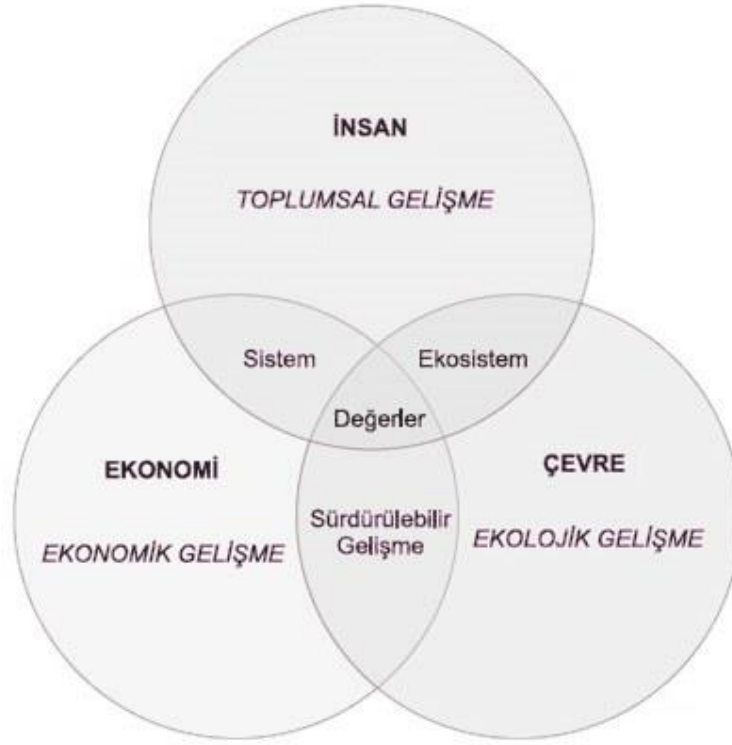 İNSAN
TOPLUMSAL GELİŞME
Sistem
Ekosistem
Değerler
EKONOMİ
EKONOMİK GELİŞME
Sürdürülebilir
Gelişme
ÇEVRE
EKOLOJİK GELİŞME